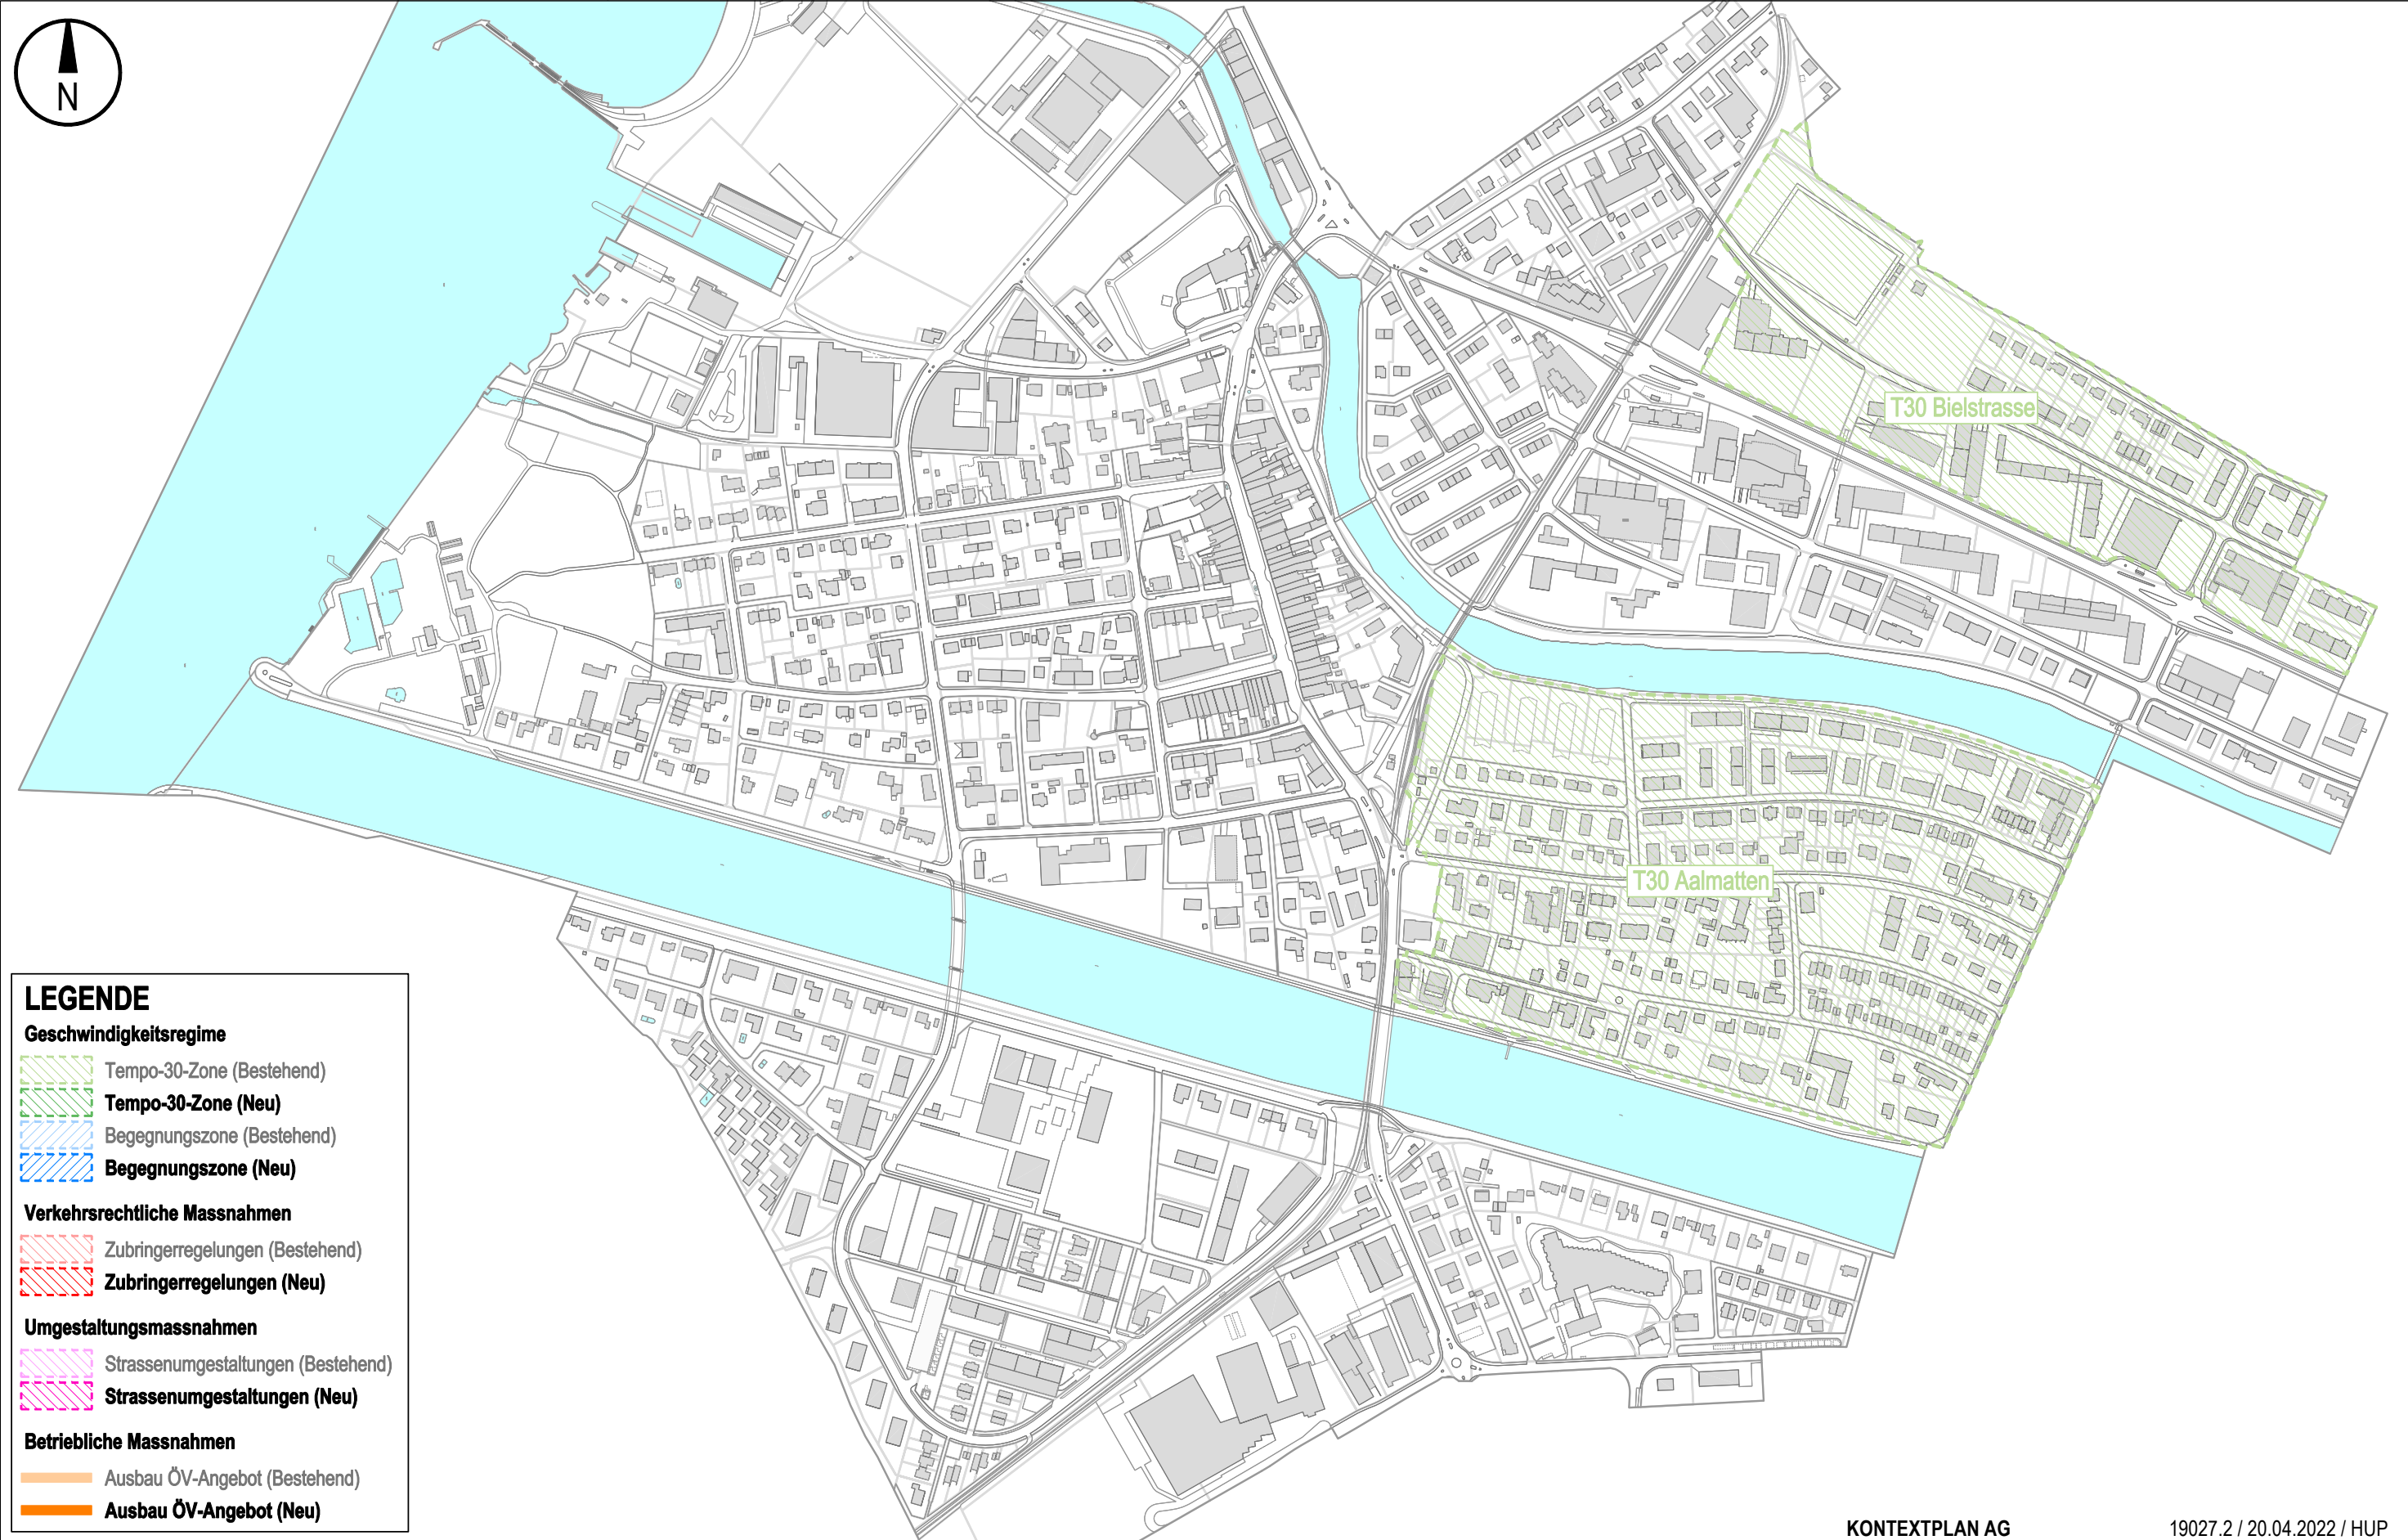 N
T30 Bielstrasse
T30 Aalmatten
LEGENDE
Geschwindigkeitsregime
Tempo-30-Zone (Bestehend)
Tempo-30-Zone (Neu)
Begegnungszone (Bestehend)
Begegnungszone (Neu)
Verkehrsrechtliche Massnahmen
Zubringerregelungen (Bestehend)
Zubringerregelungen (Neu)
Umgestaltungsmassnahmen
Strassenumgestaltungen (Bestehend)
Strassenumgestaltungen (Neu)
Betriebliche Massnahmen
Ausbau ÖV-Angebot (Bestehend)
Ausbau ÖV-Angebot (Neu)
KONTEXTPLAN AG 19027.2 / 20.04.2022 / HUP